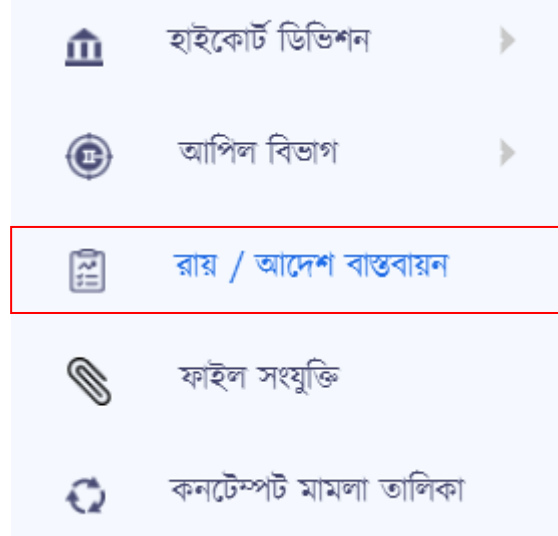 হাইকোর্ট ডিভিশন
আপিল বিভাগ
রায় / আদেশ বাস্তবায়ন
ফাইল সংযুক্তি
কনটেম্পট মামলা তালিকা